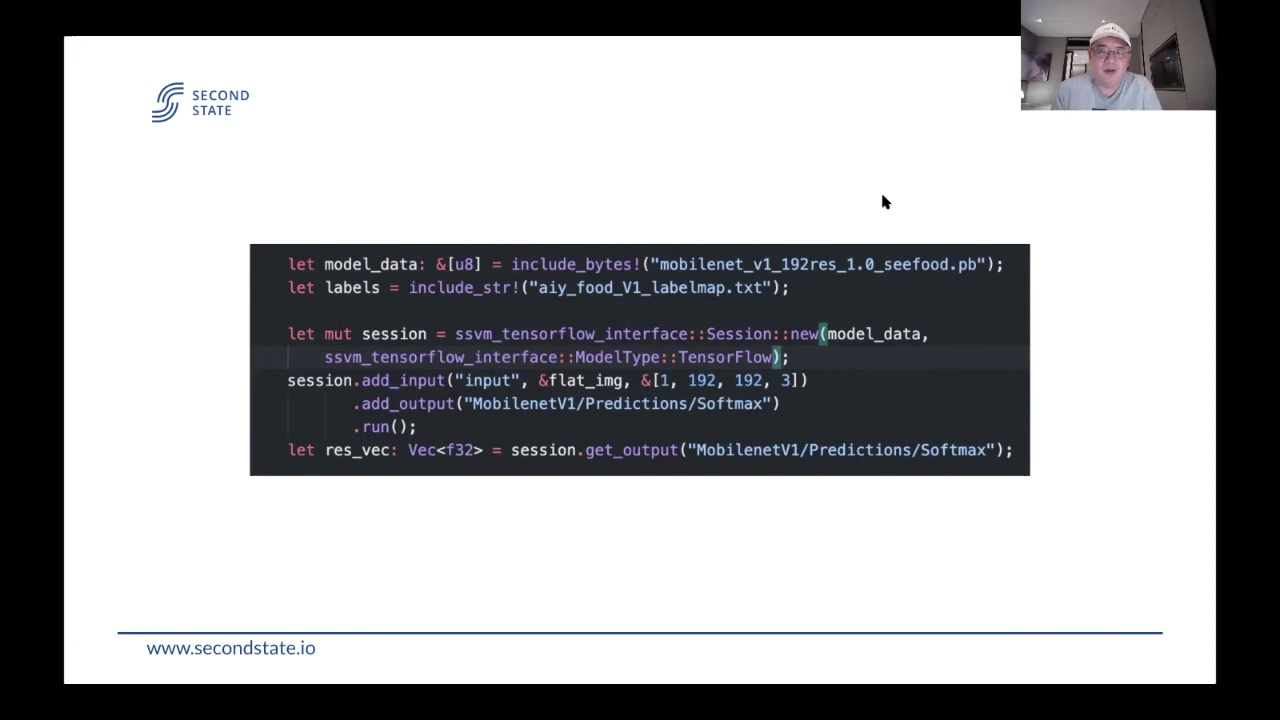 SECOND
STATE
let model_data: &[u8] = include_bytes!("mobilenet_v1_192res_1.0_seefood.pb");
let labels = include_str!("aiy_food_V1_labelmap.txt");
let mut session = ssvm_tensorflow_interface::Session::new(model_data,
ssvm_tensorflow_interface::ModelType::TensorFlow);
session.add_input("input", &flat_img, &[1, 192, 192, 3])
.add_output("MobilenetV1/Predictions/Softmax")
.run();
let res_vec: Vec<f32> = session.get_output("MobilenetV1/Predictions/Softmax");
www.secondstate.io